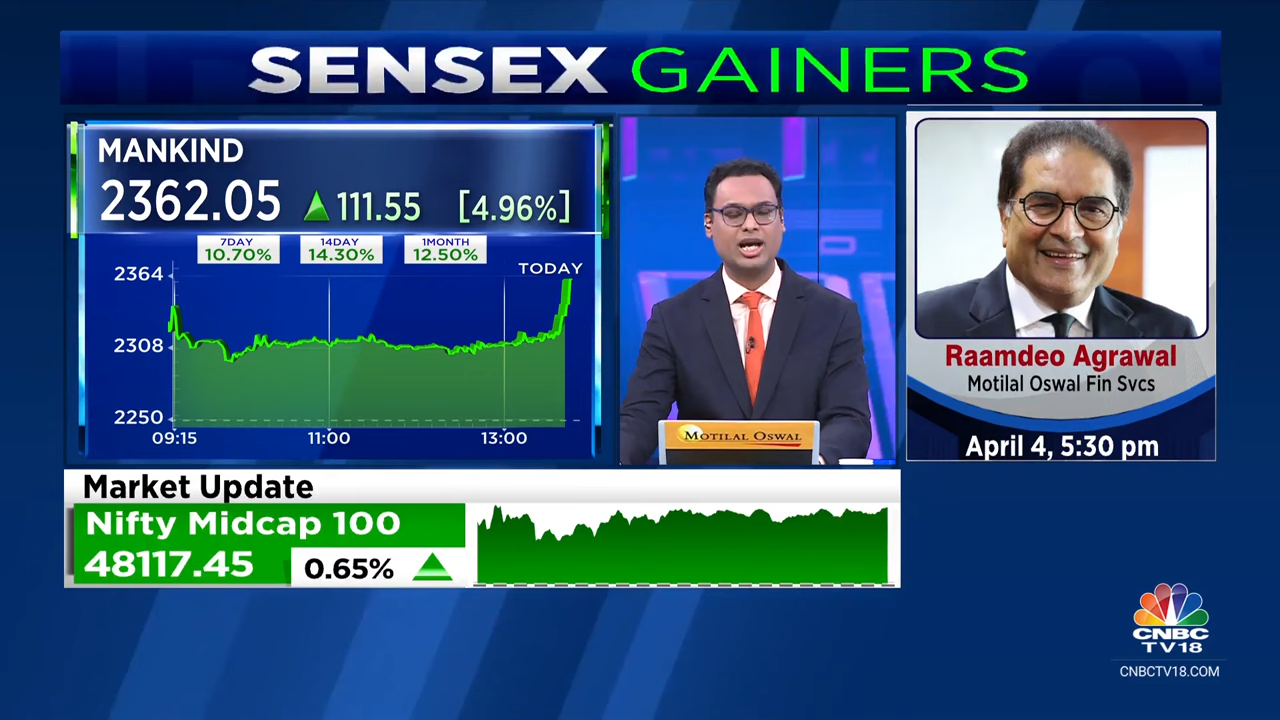 SENSEX GAINERS
MANKIND
2362.05 ▲ 111.55 [4.96%]
7DAY 14DAY 1MONTH
10.70% 14.30% 12.50%
TODAY
2364
2308
2250
09:15 11:00 13:00
MOTILAL OSWAL
Raamdeo Agrawal
Motilal Oswal Fin Svcs
April 4, 5:30 pm
Market Update
Nifty Midcap 100
48117.45 0.65% ▲
CNBC
TV18
CNBCTV18.COM